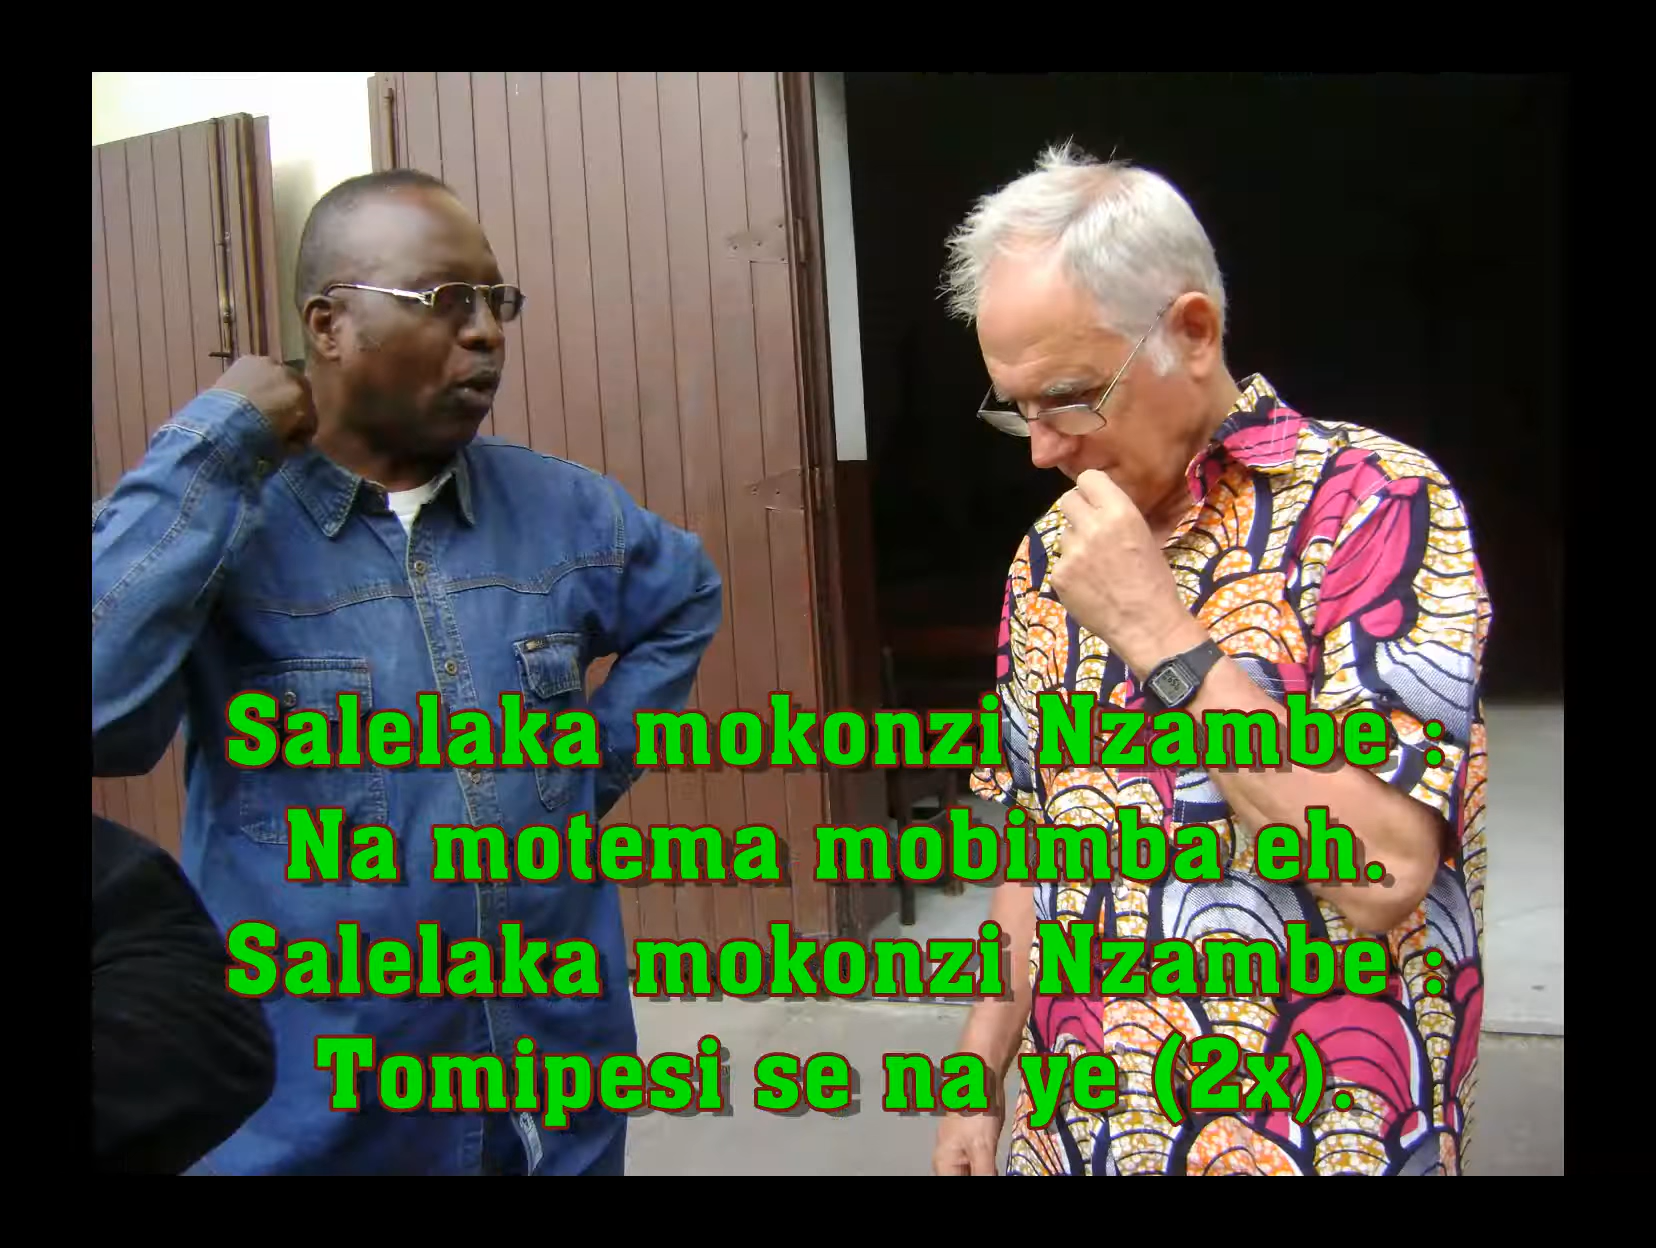 Salelaka mokonzi Nzambe :
Na motema mobimba eh.
Salelaka mokonzi Nzambe :
Tomipesi se na ye (2x).